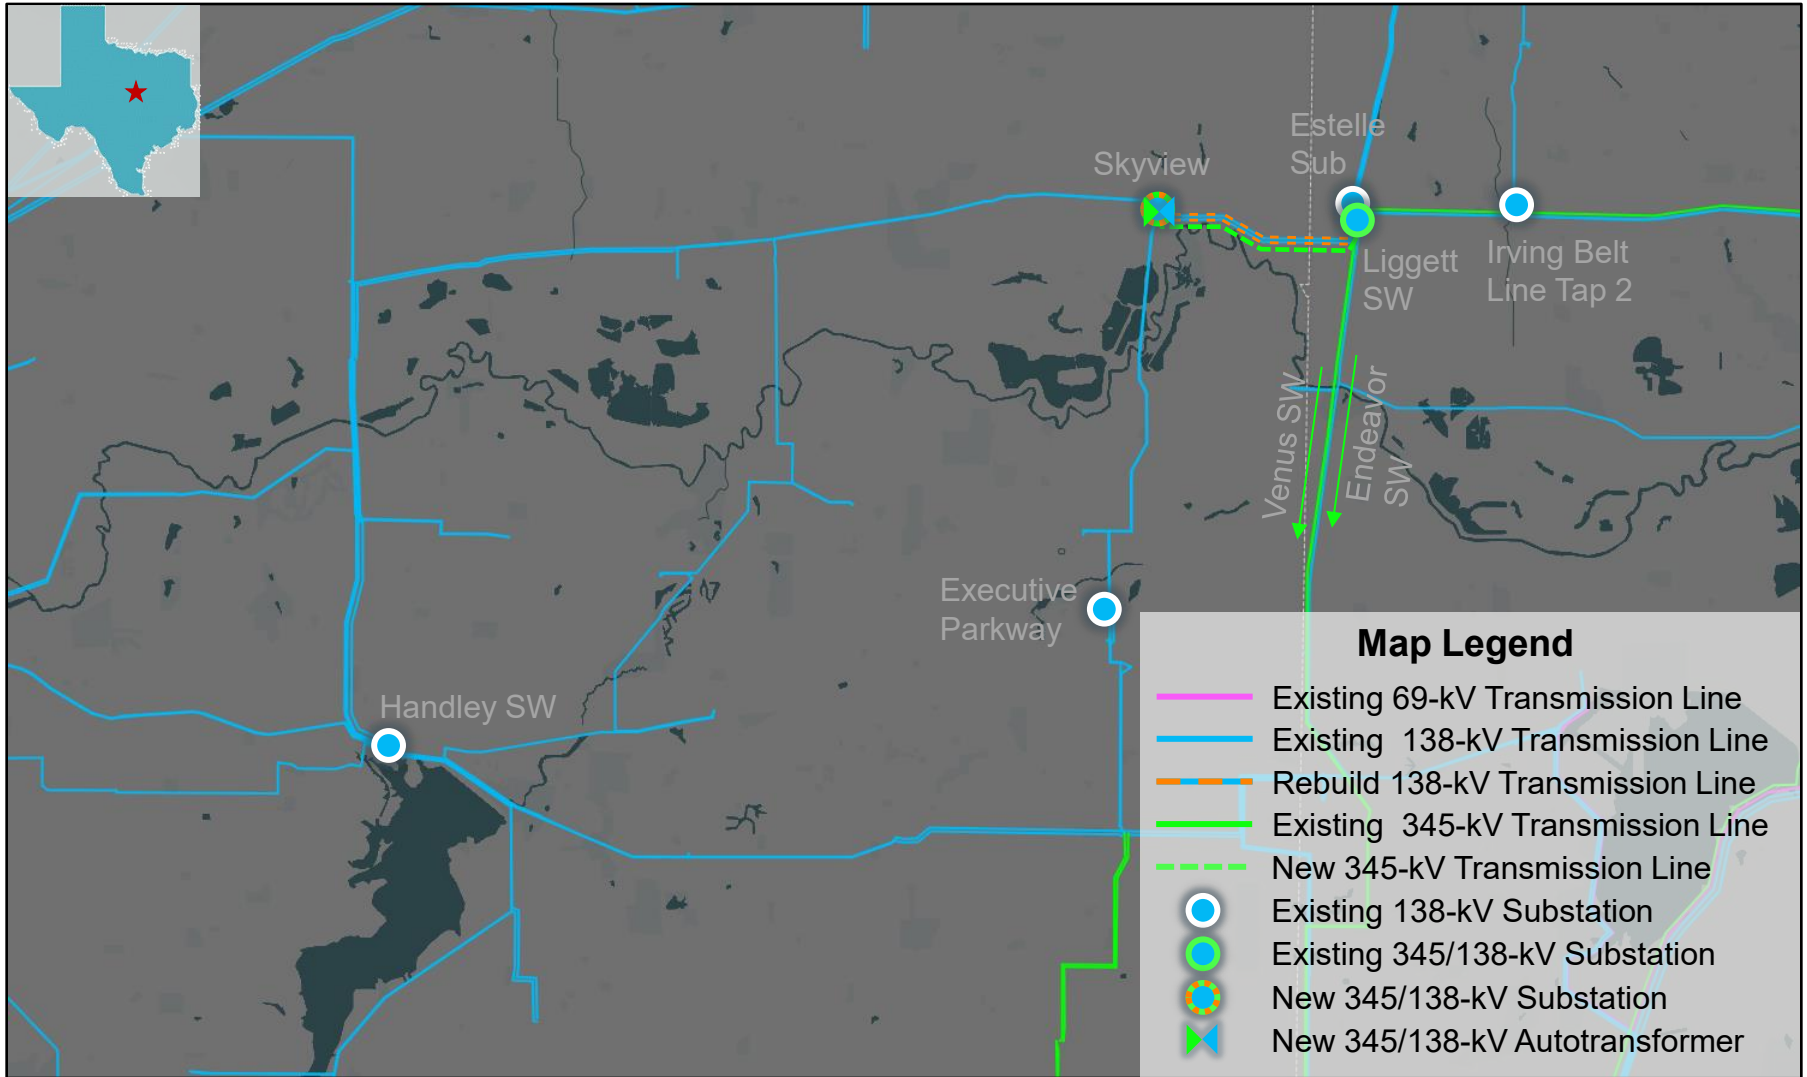 Estelle
Sub
Skyview
Liggett
SW
Irving Belt
Line Tap 2
Venus SW
Endeavor
SW
Executive
Parkway
Handley SW
Map Legend
Existing 69-kV Transmission Line
Existing 138-kV Transmission Line
Rebuild 138-kV Transmission Line
Existing 345-kV Transmission Line
New 345-kV Transmission Line
Existing 138-kV Substation
Existing 345/138-kV Substation
New 345/138-kV Substation
New 345/138-kV Autotransformer